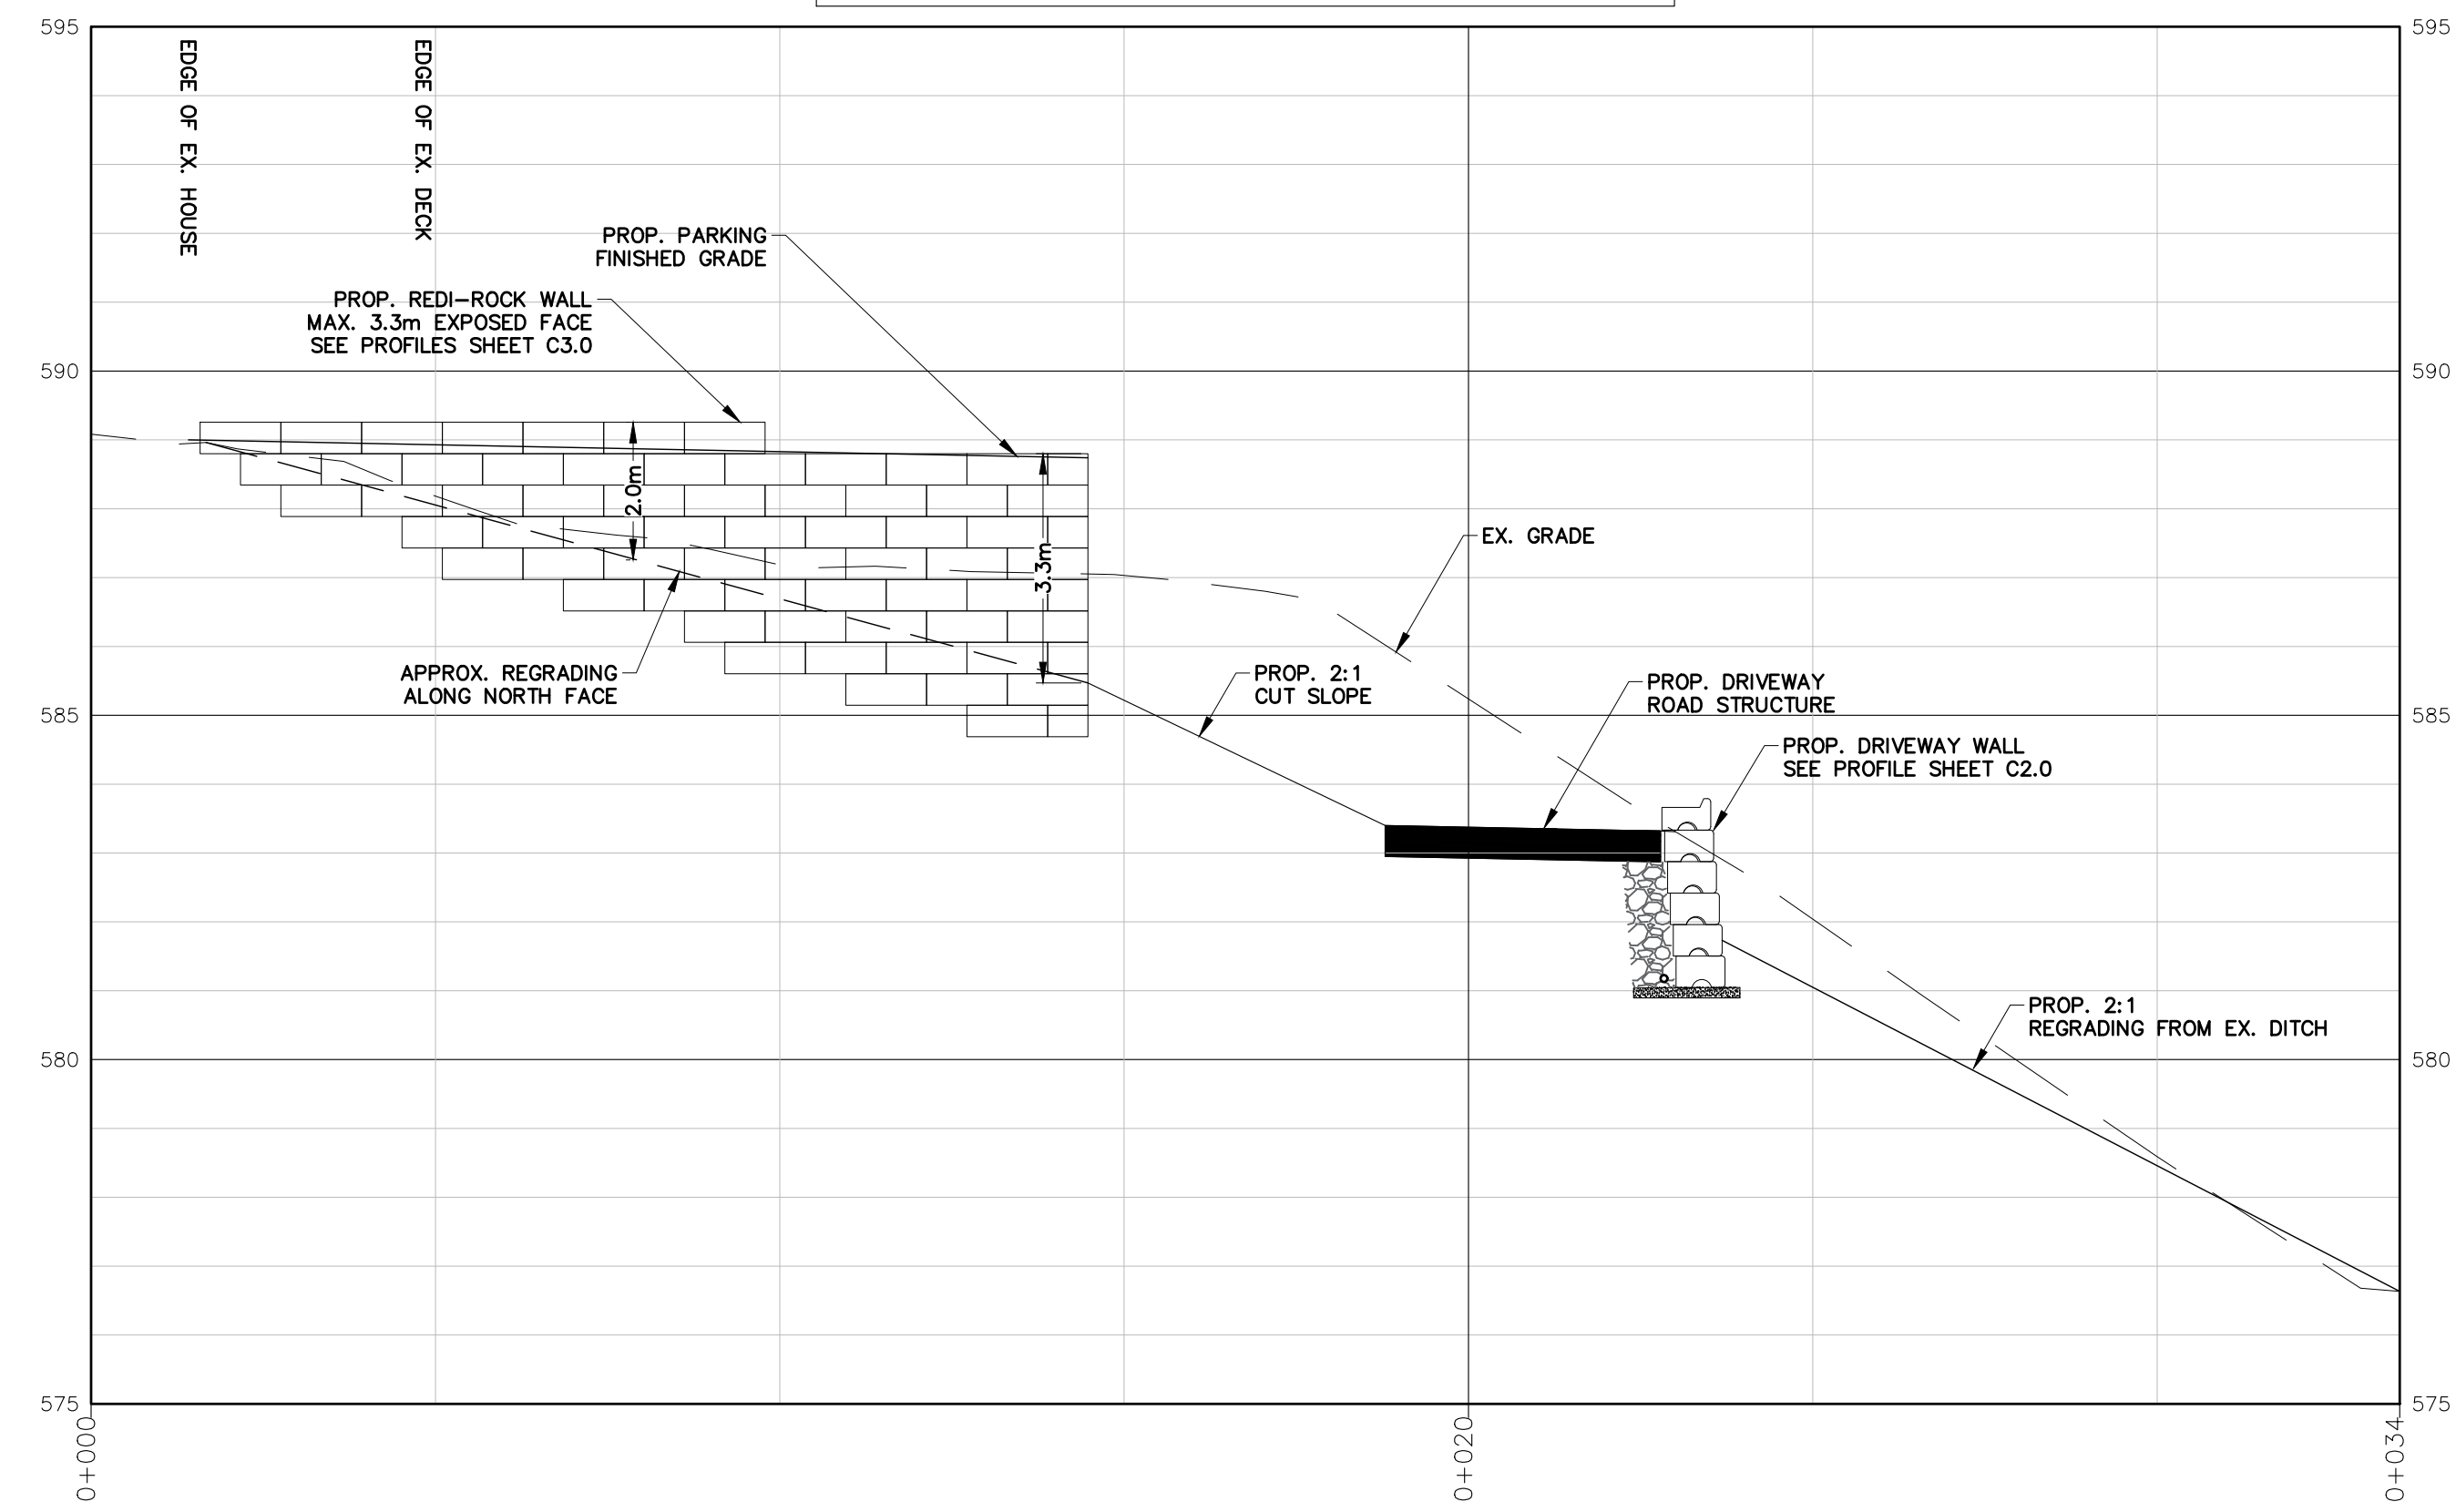 595
595
EDGE OF EX. HOUSE
EDGE OF EX. DECK
PROP. PARKING
FINISHED GRADE
PROP. REDI-ROCK WALL
MAX. 3.3m EXPOSED FACE
SEE PROFILES SHEET C3.0
590
590
2.0m
3.3m
EX. GRADE
APPROX. REGRADING
ALONG NORTH FACE
PROP. 2:1
CUT SLOPE
PROP. DRIVEWAY
ROAD STRUCTURE
585
585
PROP. DRIVEWAY WALL
SEE PROFILE SHEET C2.0
PROP. 2:1
REGRADING FROM EX. DITCH
580
580
575
575
0+000
0+020
0+034